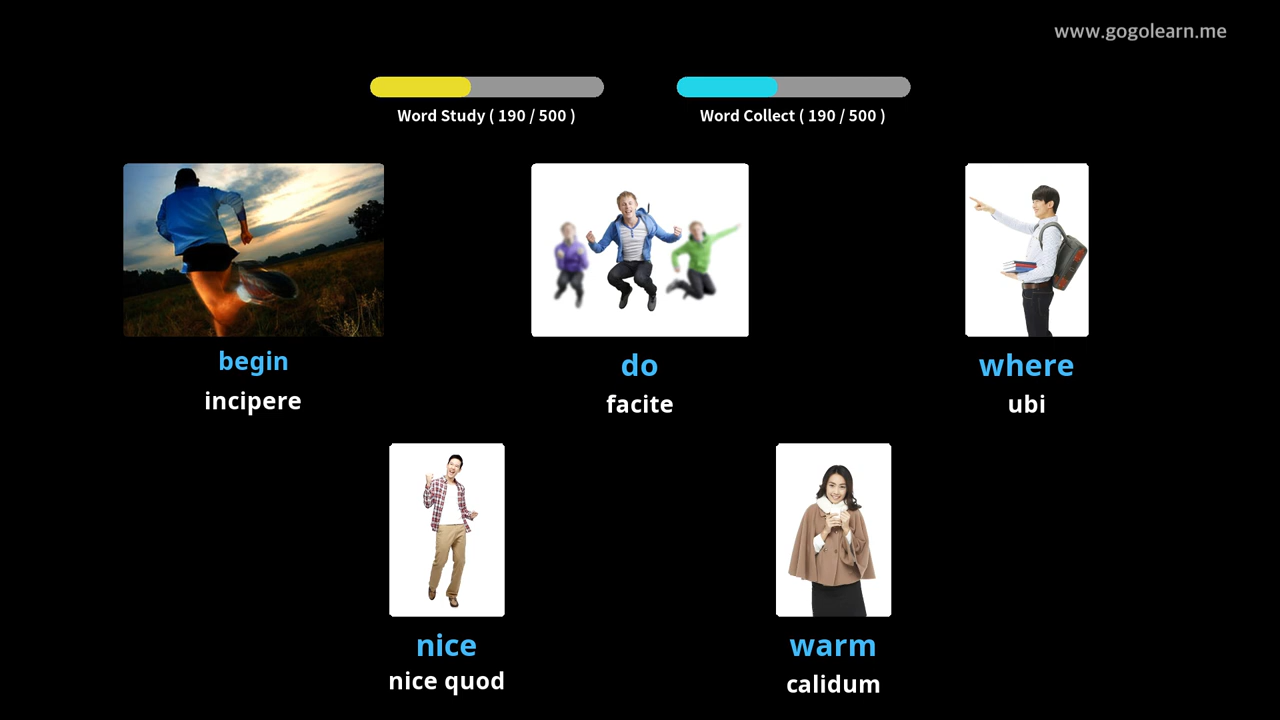 www.gogolearn.me
Word Study ( 190 / 500 )
Word Collect ( 190 / 500 )
begin
incipere
do
facite
where
ubi
nice
nice quod
warm
calidum